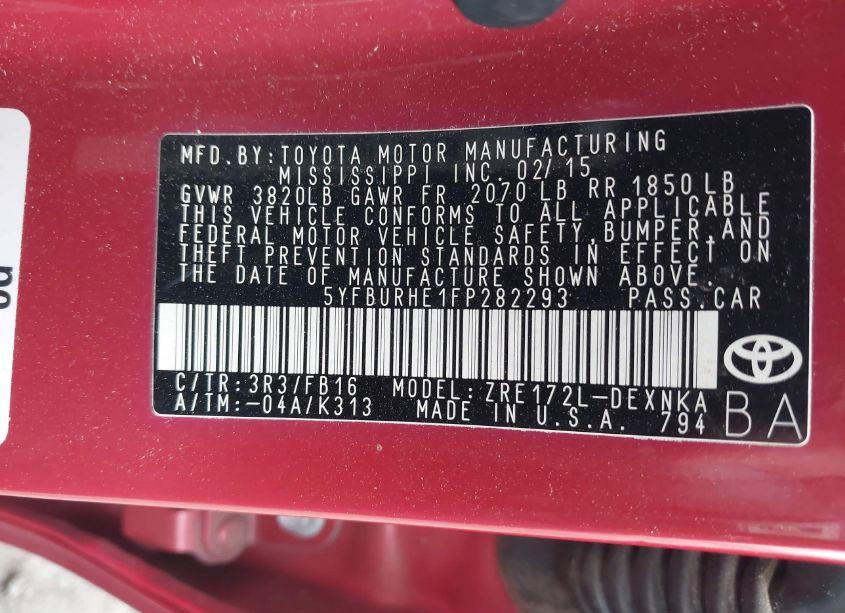 MFD.BY:TOYOTA MOTOR MANUFACTURING
MISSISSIPPI INC. 02/15
GVWR 3820LB GAWR FR 2070 LB RR 1850LB
THIS VEHICLE CONFORMS TO ALL APPLICABLE
FEDERAL MOTOR VEHICLE SAFETY,BUMPER,AND
THEFT PREVENTION STANDARDS IN EFFECT ON
THE DATE OF MANUFACTURE SHOWN ABOVE.
5YFBURHE1FP282293 PASS.CAR
C/TR:3R3/FB16 MODEL:ZRE172L-DEXNKA
A/TM:-04A/K313 MADE IN U.S.A. 794
BA